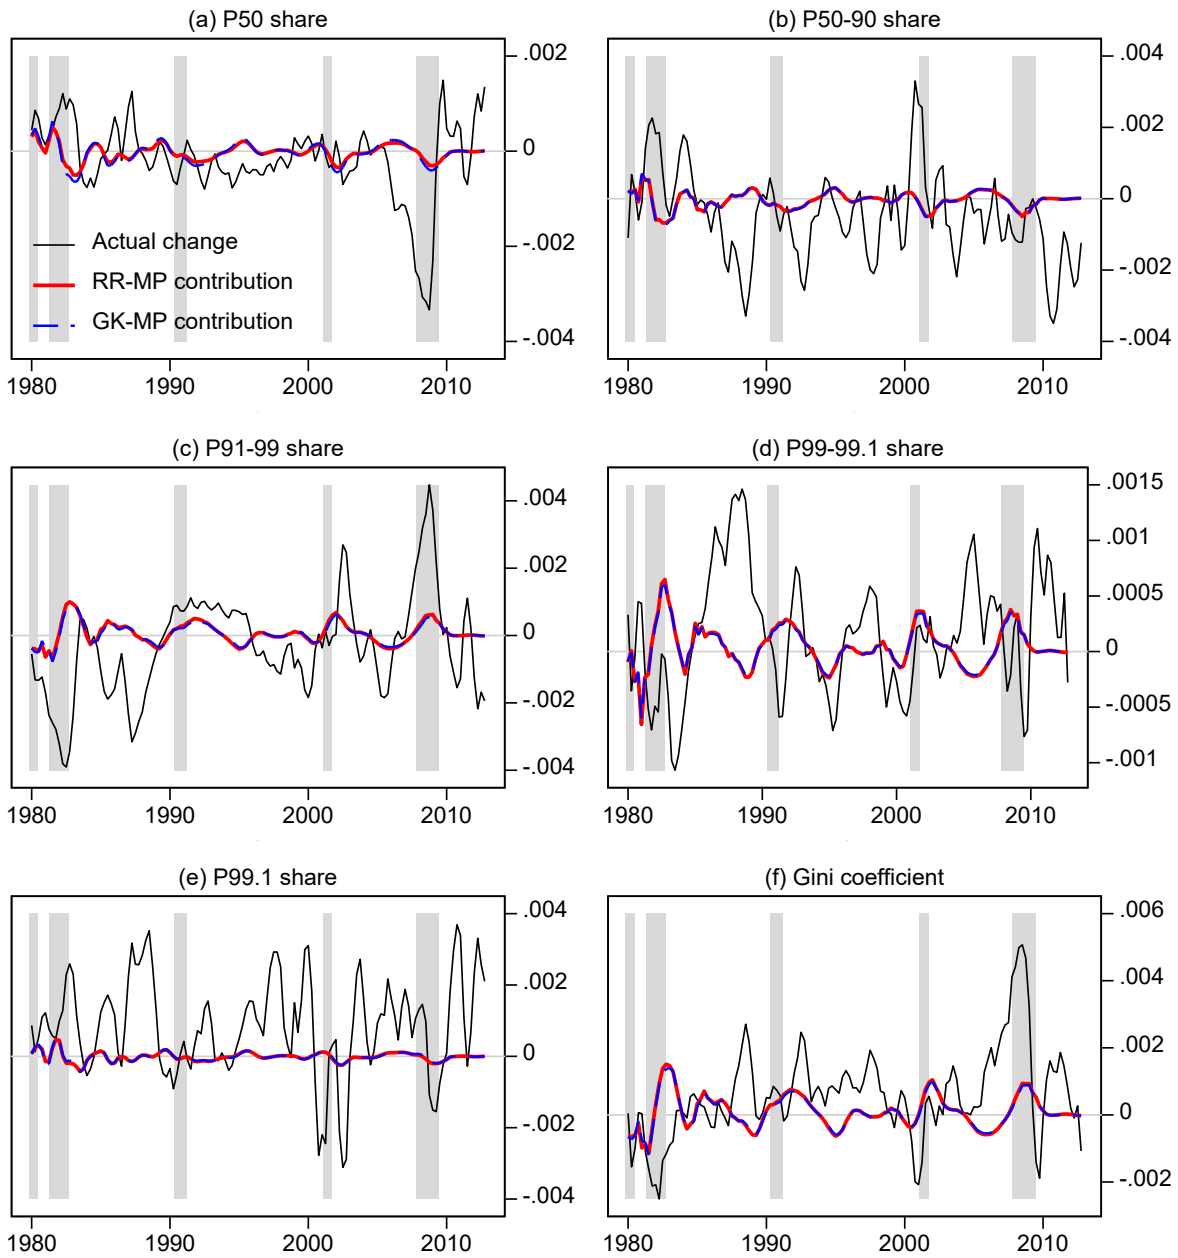 (a) P50 share
.002
0
-.002
-.004
Actual change
RR-MP contribution
GK-MP contribution
1980 1990 2000 2010
(b) P50-90 share
.004
.002
0
-.002
-.004
1980 1990 2000 2010
(c) P91-99 share
.004
.002
0
-.002
-.004
1980 1990 2000 2010
(d) P99-99.1 share
.0015
.001
.0005
0
-.0005
-.001
1980 1990 2000 2010
(e) P99.1 share
.004
.002
0
-.002
-.004
1980 1990 2000 2010
(f) Gini coefficient
.006
.004
.002
0
-.002
1980 1990 2000 2010